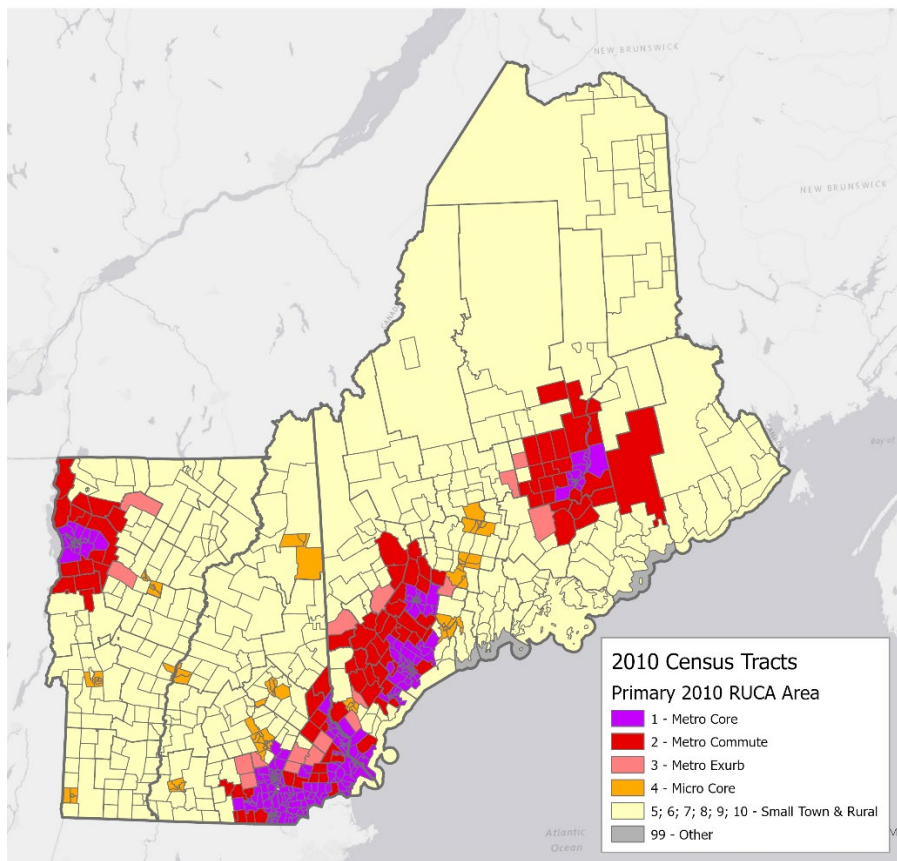 NEW BRUNSWICK
NEW BRUNSWICK
CANADA
Bay of
2010 Census Tracts
Primary 2010 RUCA Area
1 - Metro Core
2 - Metro Commute
3 - Metro Exurb
4 - Micro Core
5; 6; 7; 8; 9; 10 - Small Town & Rural
99 - Other
Atlantic
Ocean